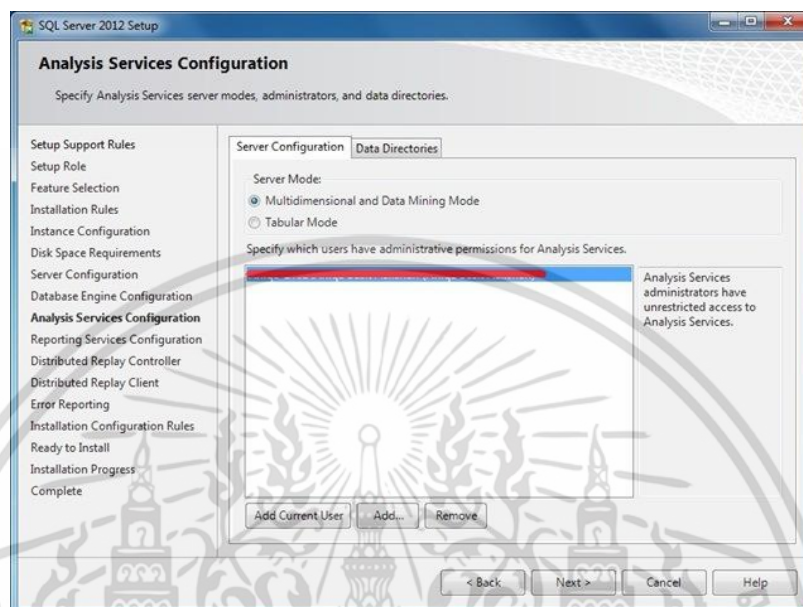 SQL Server 2012 Setup
Analysis Services Configuration
Specify Analysis Services server modes, administrators, and data directories.
Setup Support Rules
Setup Role
Feature Selection
Installation Rules
Instance Configuration
Disk Space Requirements
Server Configuration
Database Engine Configuration
Analysis Services Configuration
Reporting Services Configuration
Distributed Replay Controller
Distributed Replay Client
Error Reporting
Installation Configuration Rules
Ready to Install
Installation Progress
Complete
Server Configuration Data Directories
Server Mode:
Multidimensional and Data Mining Mode
Tabular Mode
Specify which users have administrative permissions for Analysis Services.
Analysis Services
administrators have
unrestricted access to
Analysis Services.
Add Current User Add... Remove
< Back Next > Cancel Help